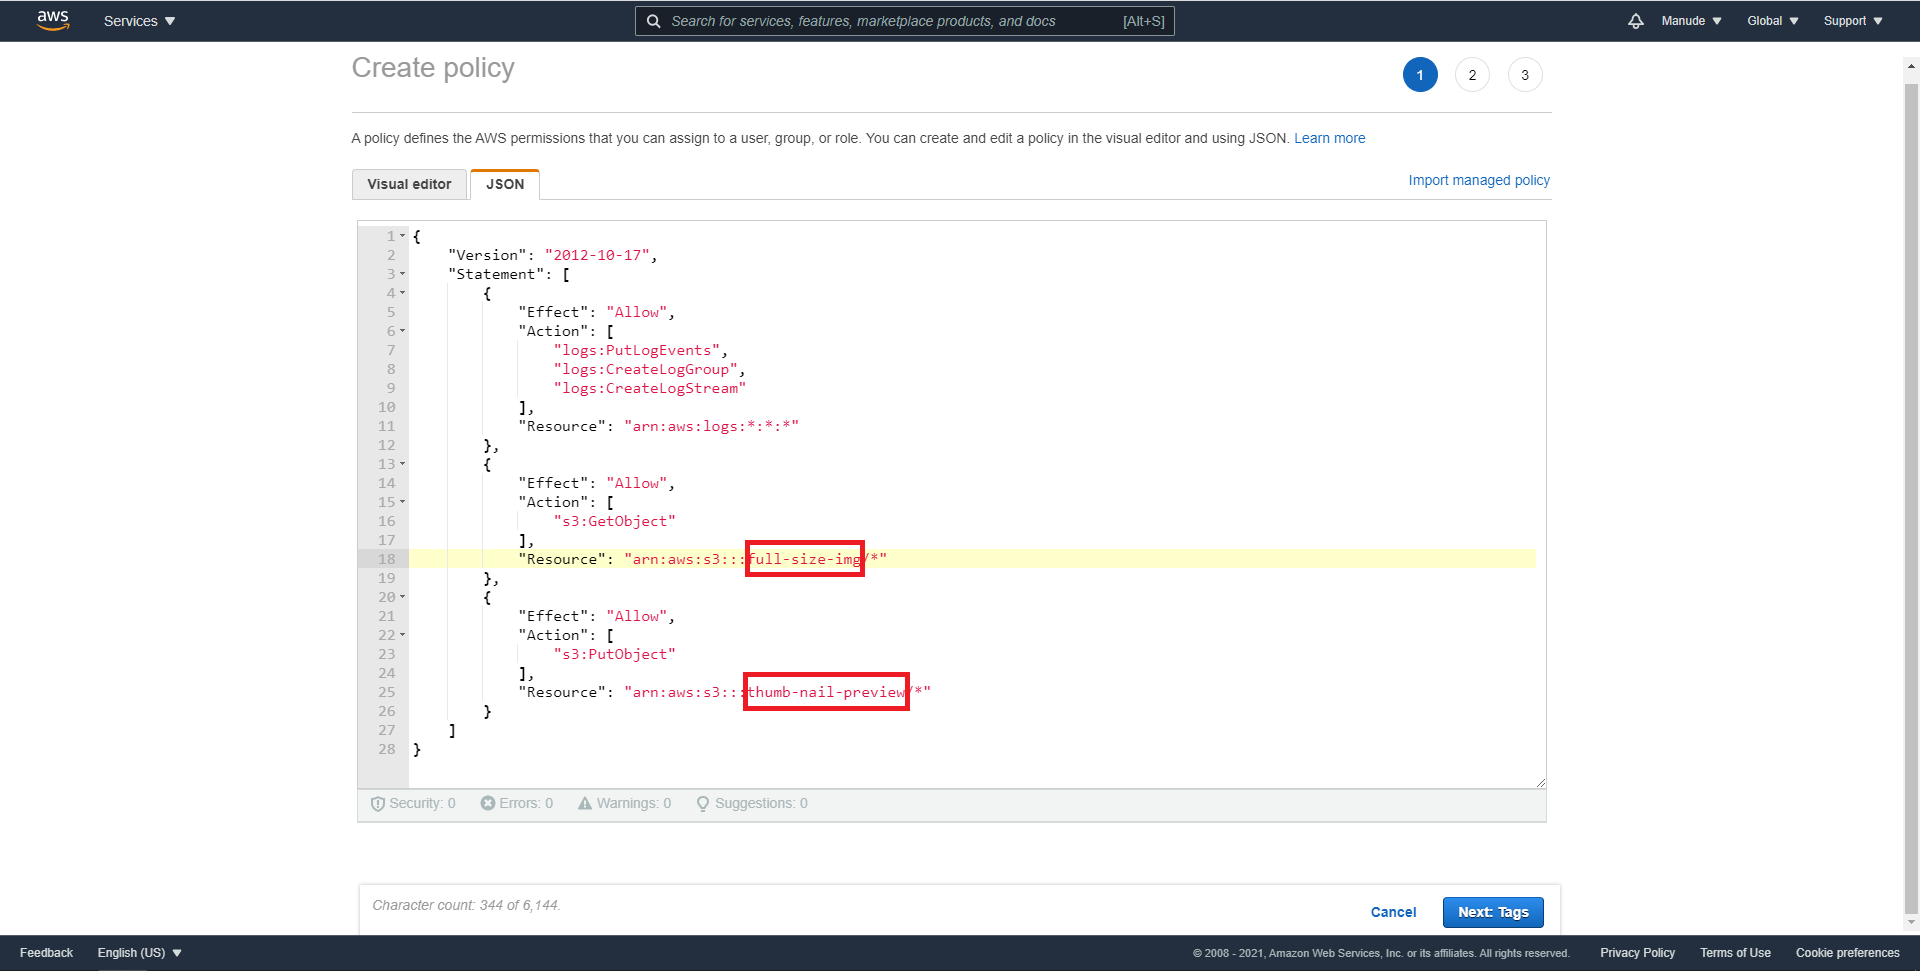 aws Services Search for services, features, marketplace products, and docs [Alt+S] Manude Global Support
Create policy 1 2 3
A policy defines the AWS permissions that you can assign to a user, group, or role. You can create and edit a policy in the visual editor and using JSON. Learn more
Visual editor JSON Import managed policy
1 {
2 "Version": "2012-10-17",
3 "Statement": [
4 {
5 "Effect": "Allow",
6 "Action": [
7 "logs:PutLogEvents",
8 "logs:CreateLogGroup",
9 "logs:CreateLogStream"
10 ],
11 "Resource": "arn:aws:logs:*:*:*"
12 },
13 {
14 "Effect": "Allow",
15 "Action": [
16 "s3:GetObject"
17 ],
18 "Resource": "arn:aws:s3:::full-size-img/*"
19 },
20 {
21 "Effect": "Allow",
22 "Action": [
23 "s3:PutObject"
24 ],
25 "Resource": "arn:aws:s3:::thumb-nail-preview/*"
26 }
27 ]
28 }
Security: 0 Errors: 0 Warnings: 0 Suggestions: 0
Character count: 344 of 6,144.
Cancel Next: Tags
Feedback English (US) © 2008 - 2021, Amazon Web Services, Inc. or its affiliates. All rights reserved. Privacy Policy Terms of Use Cookie preferences